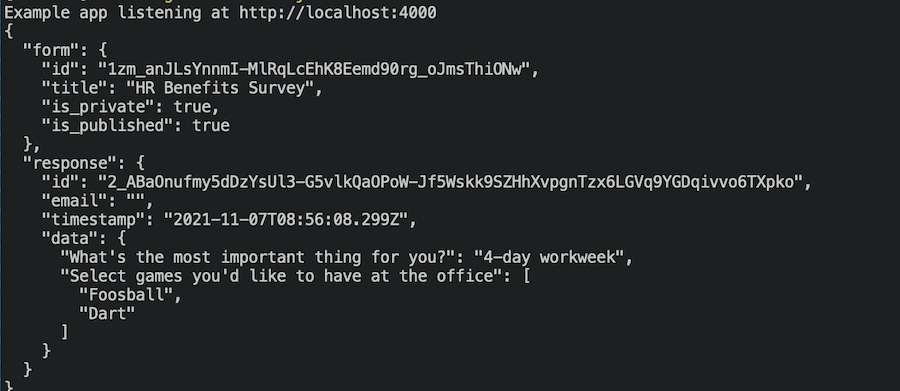 Example app listening at http://localhost:4000
{
  "form": {
    "id": "1zm_anJLsYnnmI-MlRqLcEhK8Eemd90rg_oJmsThiONw",
    "title": "HR Benefits Survey",
    "is_private": true,
    "is_published": true
  },
  "response": {
    "id": "2_ABaOnufmy5dDzYsUl3-G5vlkQaOPoW-Jf5Wskk9SZHhXvpgnTzx6LGVq9YGDqivvo6TXpko",
    "email": "",
    "timestamp": "2021-11-07T08:56:08.299Z",
    "data": {
      "What's the most important thing for you?": "4-day workweek",
      "Select games you'd like to have at the office": [
        "Foosball",
        "Dart"
      ]
    }
  }
}